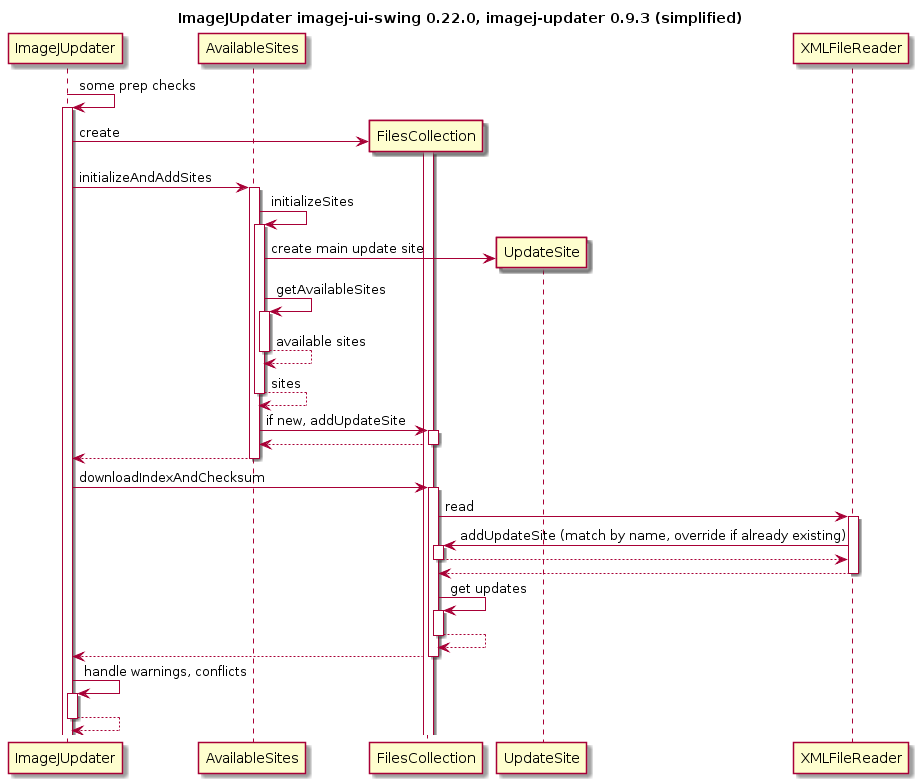 ImageJUpdater imagej-ui-swing 0.22.0, imagej-updater 0.9.3 (simplified)
ImageJUpdater
AvailableSites
XMLFileReader
some prep checks
create
FilesCollection
initializeAndAddSites
initializeSites
create main update site
UpdateSite
getAvailableSites
available sites
sites
if new, addUpdateSite
downloadIndexAndChecksum
read
addUpdateSite (match by name, override if already existing)
get updates
handle warnings, conflicts
ImageJUpdater
AvailableSites
FilesCollection
UpdateSite
XMLFileReader